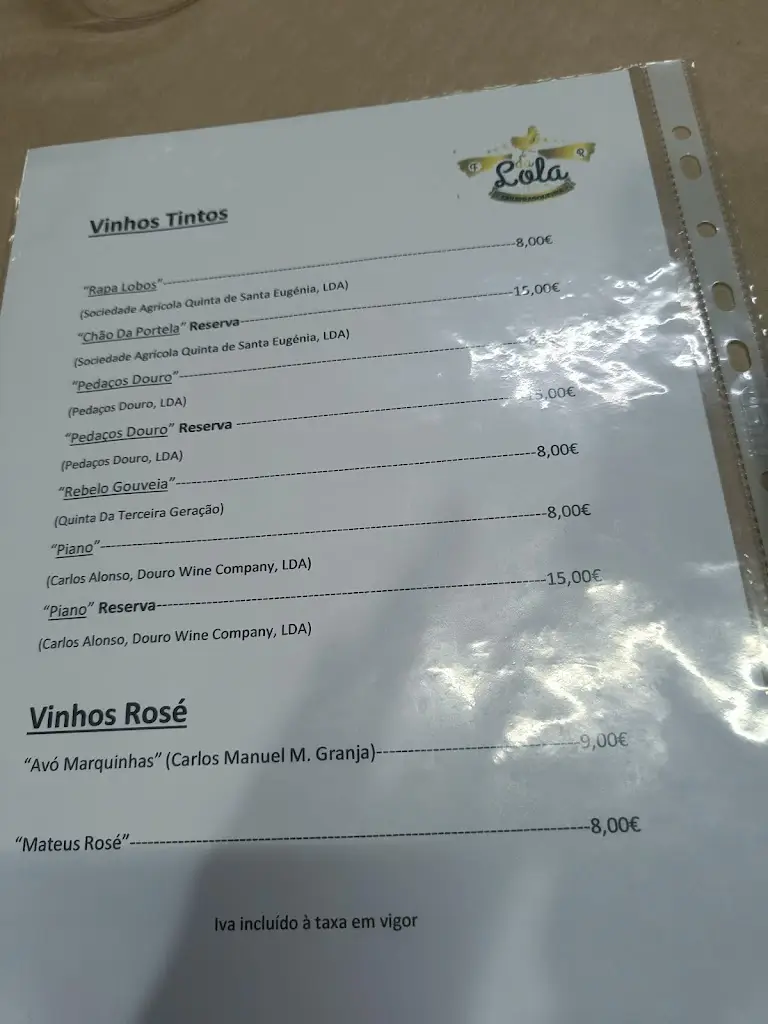 Lola
Vinhos Tintos
"Rapa Lobos"---8,00€
(Sociedade Agrícola Quinta de Santa Eugénia, LDA)
"Chão Da Portela" Reserva---15,00€
(Sociedade Agrícola Quinta de Santa Eugénia, LDA)
"Pedaços Douro"---
(Pedaços Douro, LDA)
"Pedaços Douro" Reserva ---15,00€
(Pedaços Douro, LDA)
"Rebelo Gouveia"---8,00€
(Quinta Da Terceira Geração)
"Piano"---8,00€
(Carlos Alonso, Douro Wine Company, LDA)
"Piano" Reserva---15,00€
(Carlos Alonso, Douro Wine Company, LDA)
Vinhos Rosé
"Avó Marquinhas" (Carlos Manuel M. Granja)---9,00€
"Mateus Rosé"---8,00€
Iva incluído à taxa em vigor